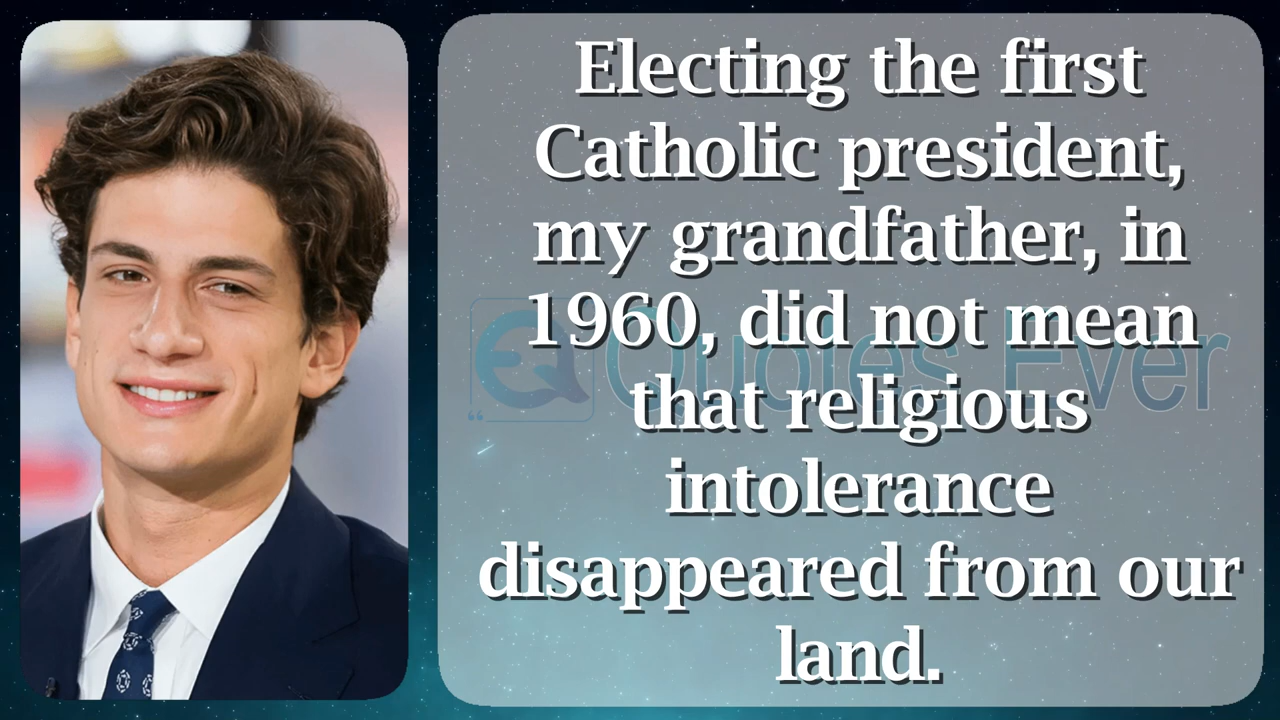 Electing the first
Catholic president,
my grandfather, in
1960, did not mean
that religious
intolerance
disappeared from our
land.
Quotes Ever